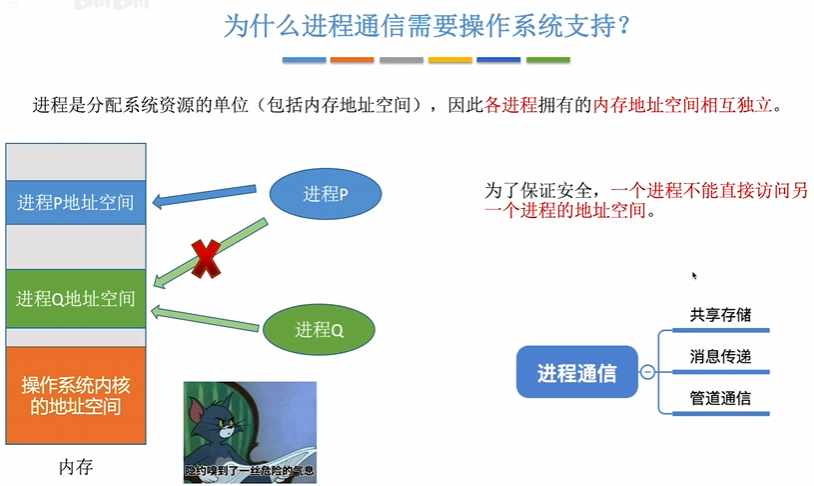 为什么进程通信需要操作系统支持?
进程是分配系统资源的单位（包括内存地址空间），因此各进程拥有的内存地址空间相互独立。
进程P地址空间
进程P
为了保证安全，一个进程不能直接访问另
一个进程的地址空间。
进程Q地址空间
进程Q
操作系统内核
的地址空间
内存
隐约嗅到了一丝危险的气息
进程通信
共享存储
消息传递
管道通信